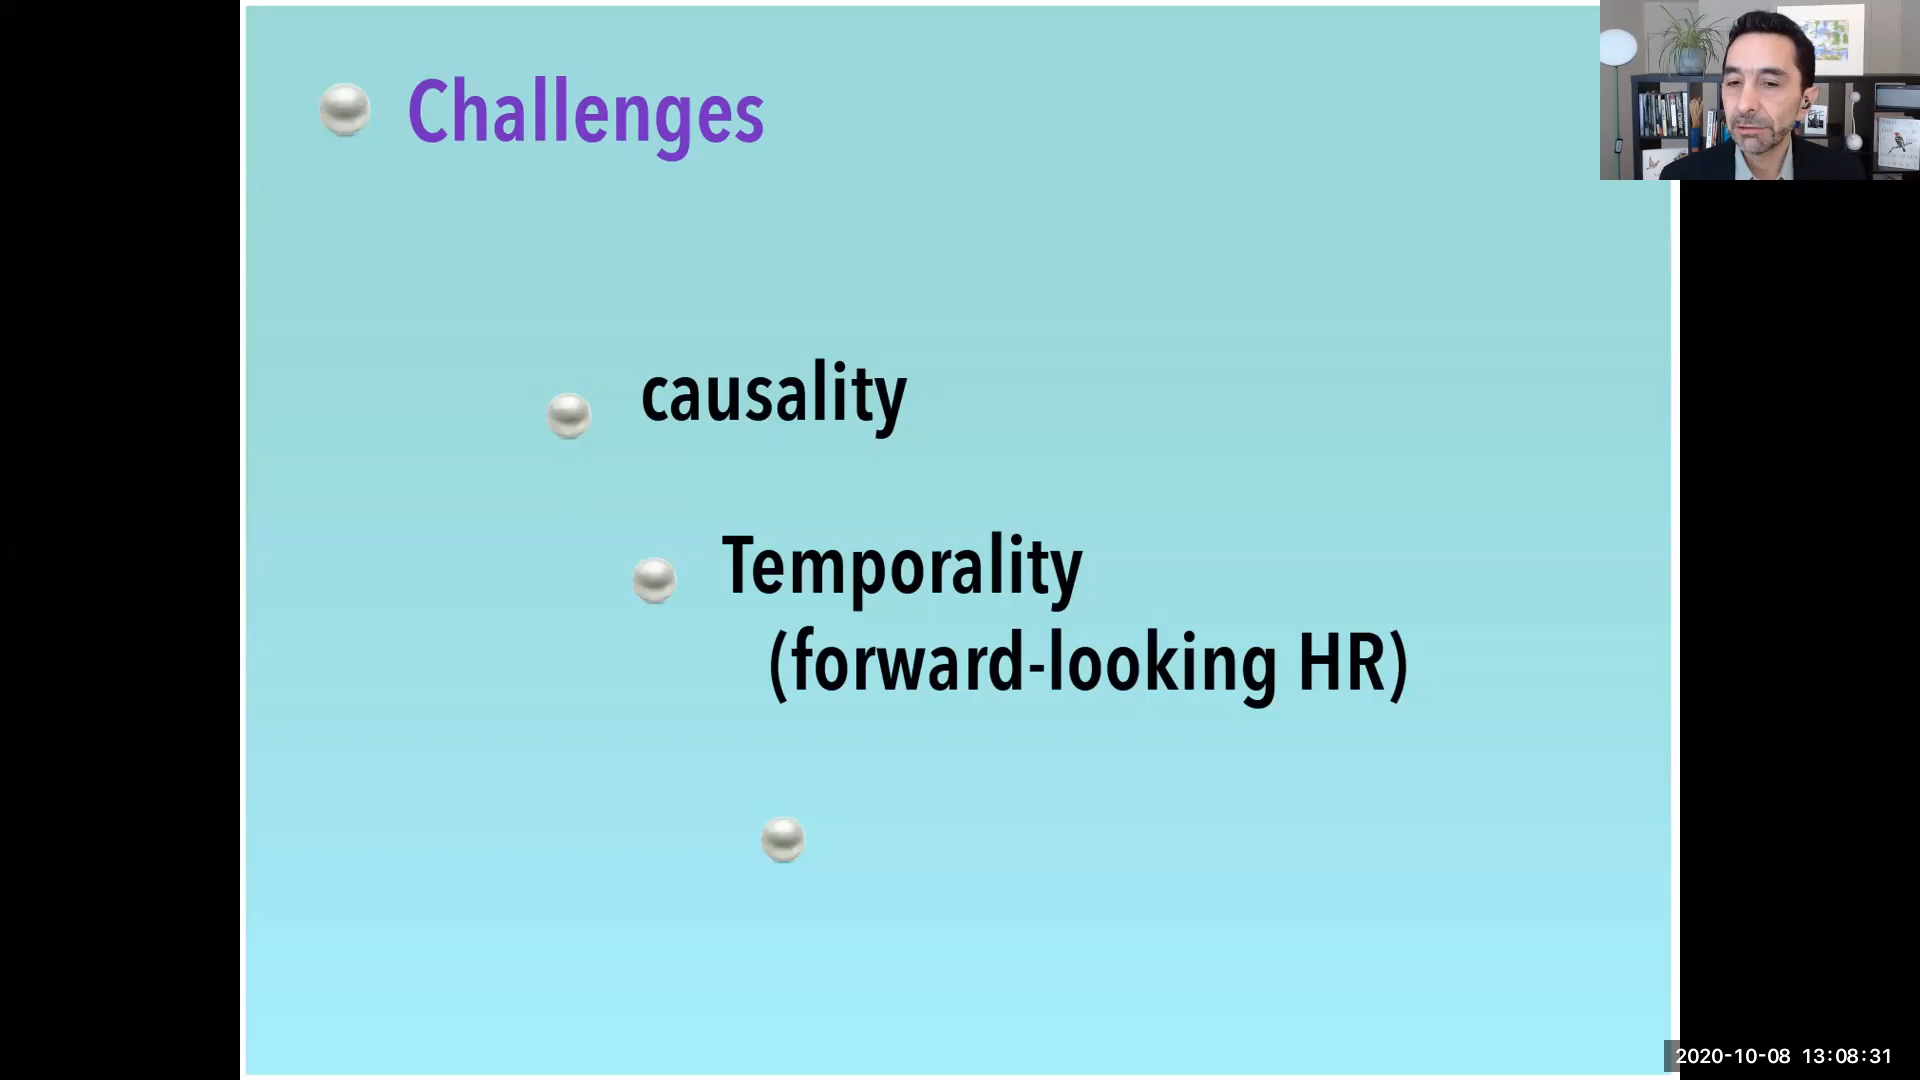 Challenges
causality
Temporality
(forward-looking HR)
2020-10-08 13:08:31